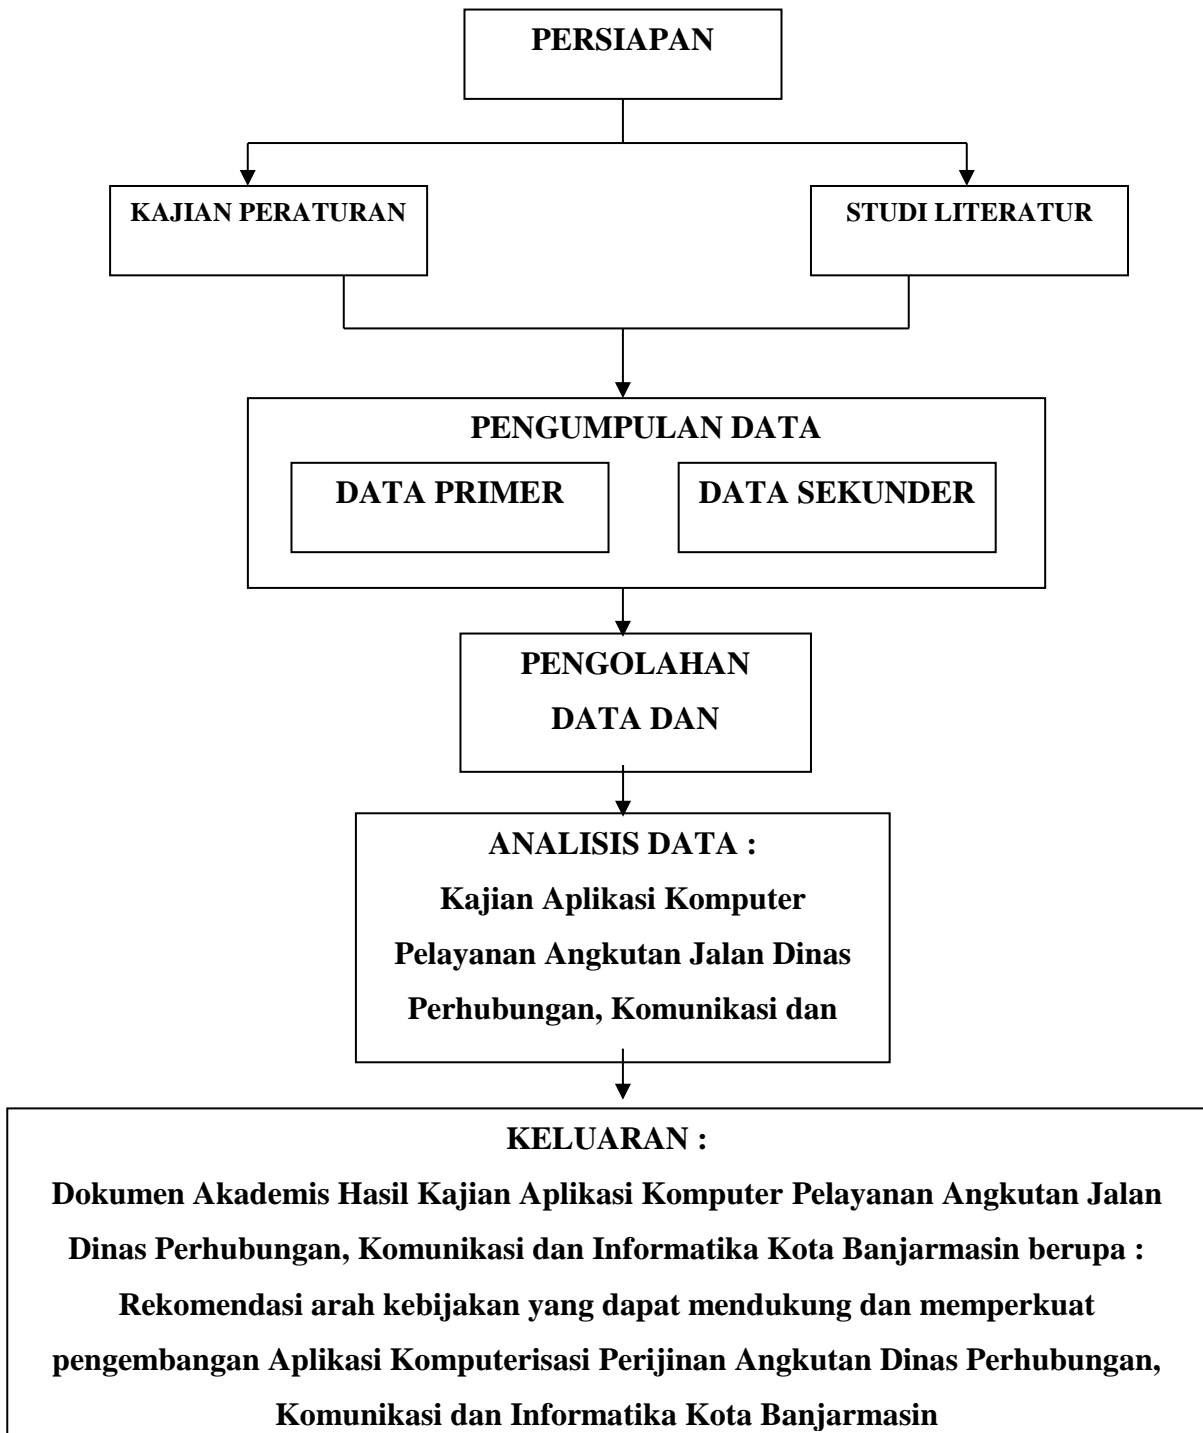 PERSIAPAN
KAJIAN PERATURAN
STUDI LITERATUR
PENGUMPULAN DATA
DATA PRIMER
DATA SEKUNDER
PENGOLAHAN
DATA DAN
ANALISIS DATA :
Kajian Aplikasi Komputer
Pelayanan Angkutan Jalan Dinas
Perhubungan, Komunikasi dan
KELUARAN :
Dokumen Akademis Hasil Kajian Aplikasi Komputer Pelayanan Angkutan Jalan
Dinas Perhubungan, Komunikasi dan Informatika Kota Banjarmasin berupa :
Rekomendasi arah kebijakan yang dapat mendukung dan memperkuat
pengembangan Aplikasi Komputerisasi Perijinan Angkutan Dinas Perhubungan,
Komunikasi dan Informatika Kota Banjarmasin